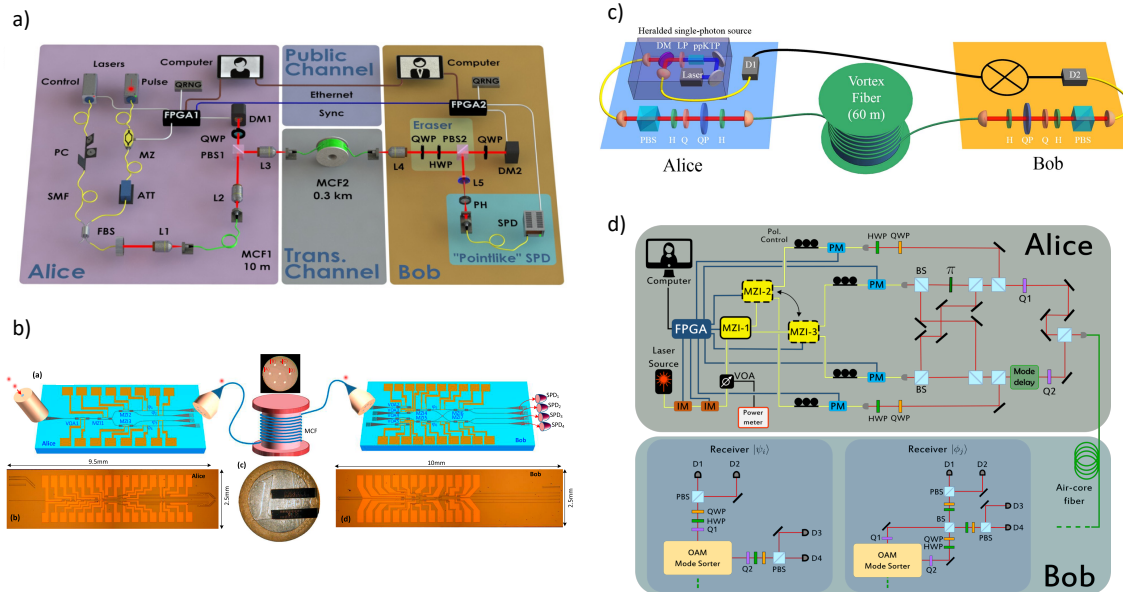 a)
Lasers
Control
Pulse
Computer
QRNG
FPGA1
DM1
QWP
PBS1
PC
MZ
SMF
ATT
L3
L2
FBS
L1
MCF1
10 m
Alice
Public
Channel
Ethernet
Sync
MCF2
0.3 km
Trans.
Channel
Computer
QRNG
FPGA2
Eraser
QWP
PBS2
QWP
HWP
DM2
L4
L5
PH
SPD
"Pointlike" SPD
Bob
b)
(a)
Alice
MCF
SPD1
SPD2
SPD3
SPD4
Bob
9.5mm
Alice
2.5mm
(b)
(c)
10mm
Bob
2.5mm
(d)
c)
Heralded single-photon source
DM
LP
ppKTP
Laser
D1
PBS
H
Q
QP
H
Alice
Vortex
Fiber
(60 m)
D2
H
QP
Q
H
PBS
Bob
d)
Alice
Computer
Pol.
Control
PM
HWP
QWP
PM
BS
π
Q1
MZI-2
FPGA
MZI-1
MZI-3
Laser
Source
VOA
PM
BS
Mode
delay
Q2
IM
IM
Power
meter
PM
HWP
QWP
Receiver |ψi⟩
D1
D2
PBS
QWP
HWP
Q1
OAM
Mode Sorter
Q2
PBS
D3
D4
Receiver |ϕj⟩
D1
D2
PBS
D3
BS
D4
Q1
QWP
HWP
PBS
OAM
Mode Sorter
Q2
Air-core
fiber
Bob